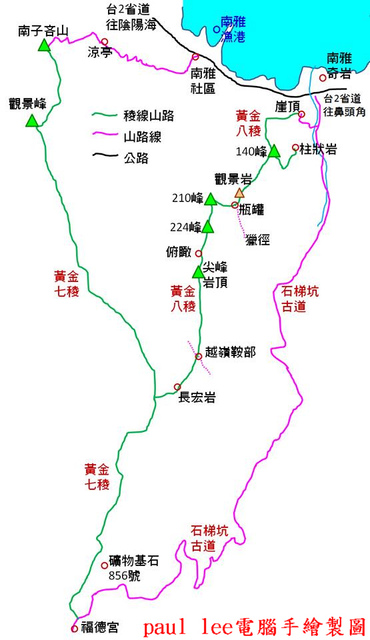 台2省道
往陰陽海
南雅
漁港
南子吝山
涼亭
南雅
社區
南雅
奇岩
台2省道
往鼻頭角
觀景峰
稜線山路
山路線
公路
黃金
八稜
崖頂
140峰
柱狀岩
觀景岩
210峰
瓶罐
224峰
獵徑
俯瞰
尖峰
岩頂
黃金
七稜
黃金
八稜
石梯坑
古道
越嶺鞍部
長宏岩
黃金
七稜
石梯坑
古道
礦物基石
856號
福德宮
paul lee電腦手繪製圖